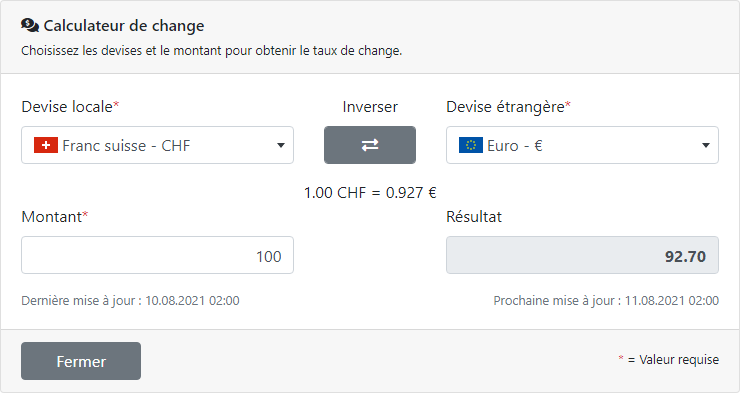 Calculateur de change
Choisissez les devises et le montant pour obtenir le taux de change.
Devise locale*
Inverser
Devise étrangère*
Franc suisse - CHF
Euro - €
1.00 CHF = 0.927 €
Montant*
Résultat
100
92.70
Dernière mise à jour : 10.08.2021 02:00
Prochaine mise à jour : 11.08.2021 02:00
Fermer
* = Valeur requise